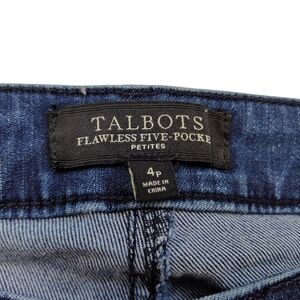 TALBOTS
FLAWLESS FIVE-POCKE
PETITES
4P
MADE IN
CHINA